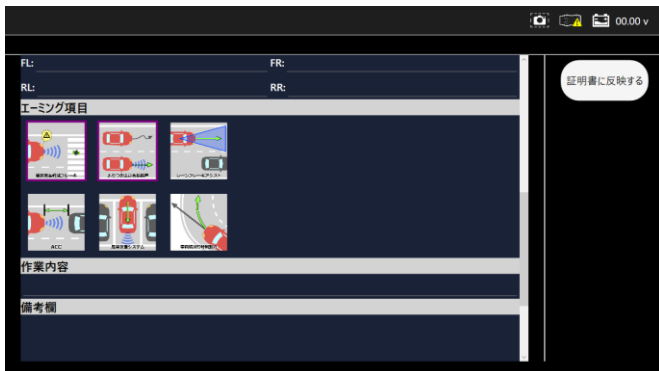 00.00 v
FL:
FR:
証明書に反映する
RL:
RR:
エーミング項目
ACC
作業内容
備考欄